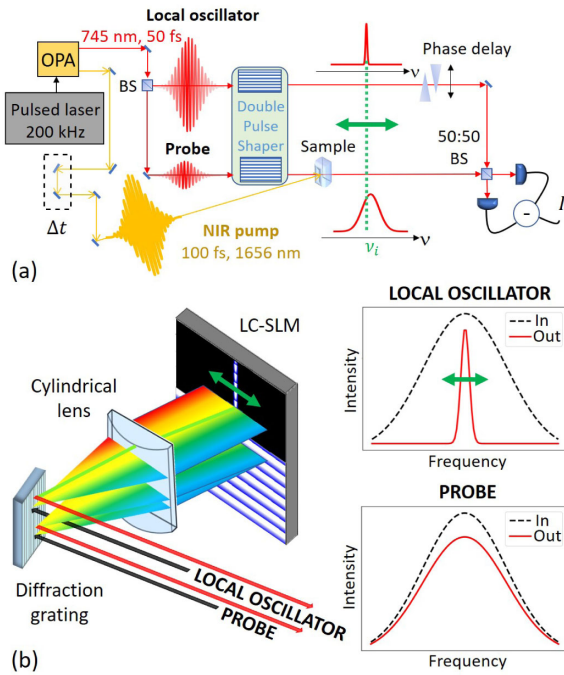 Local oscillator
745 nm, 50 fs
OPA
BS
Pulsed laser
200 kHz
Double
Pulse
Shaper
Probe
ν
Phase delay
Sample
50:50
BS
Δt
NIR pump
100 fs, 1656 nm
ν_i
ν
-
I
(a)
LC-SLM
Cylindrical
lens
Diffraction
grating
LOCAL OSCILLATOR
PROBE
LOCAL OSCILLATOR
In
Out
Intensity
Frequency
PROBE
In
Out
Intensity
Frequency
(b)